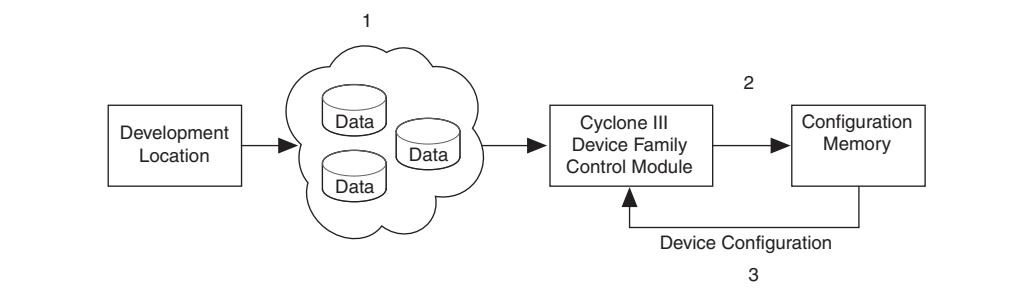 1
2
Development
Location
Data
Data
Data
Cyclone III
Device Family
Control Module
Configuration
Memory
Device Configuration
3